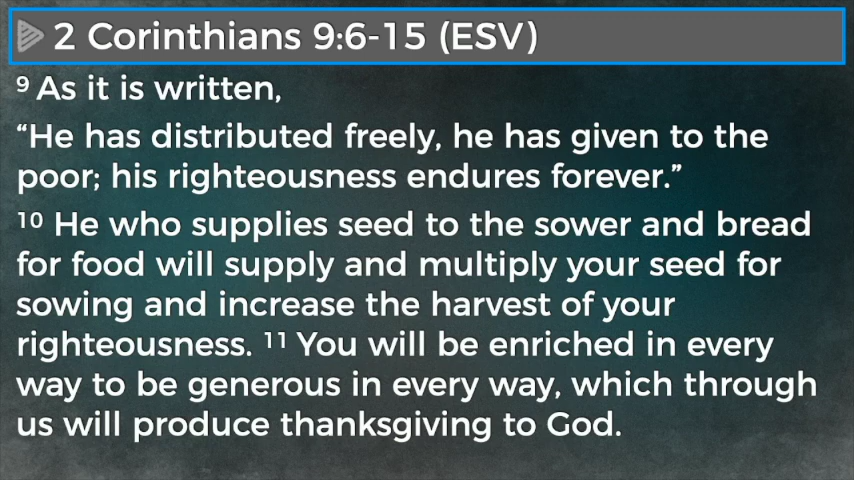 2 Corinthians 9:6-15 (ESV)
⁹ As it is written,
“He has distributed freely, he has given to the
poor; his righteousness endures forever.”
¹⁰ He who supplies seed to the sower and bread
for food will supply and multiply your seed for
sowing and increase the harvest of your
righteousness. ¹¹ You will be enriched in every
way to be generous in every way, which through
us will produce thanksgiving to God.